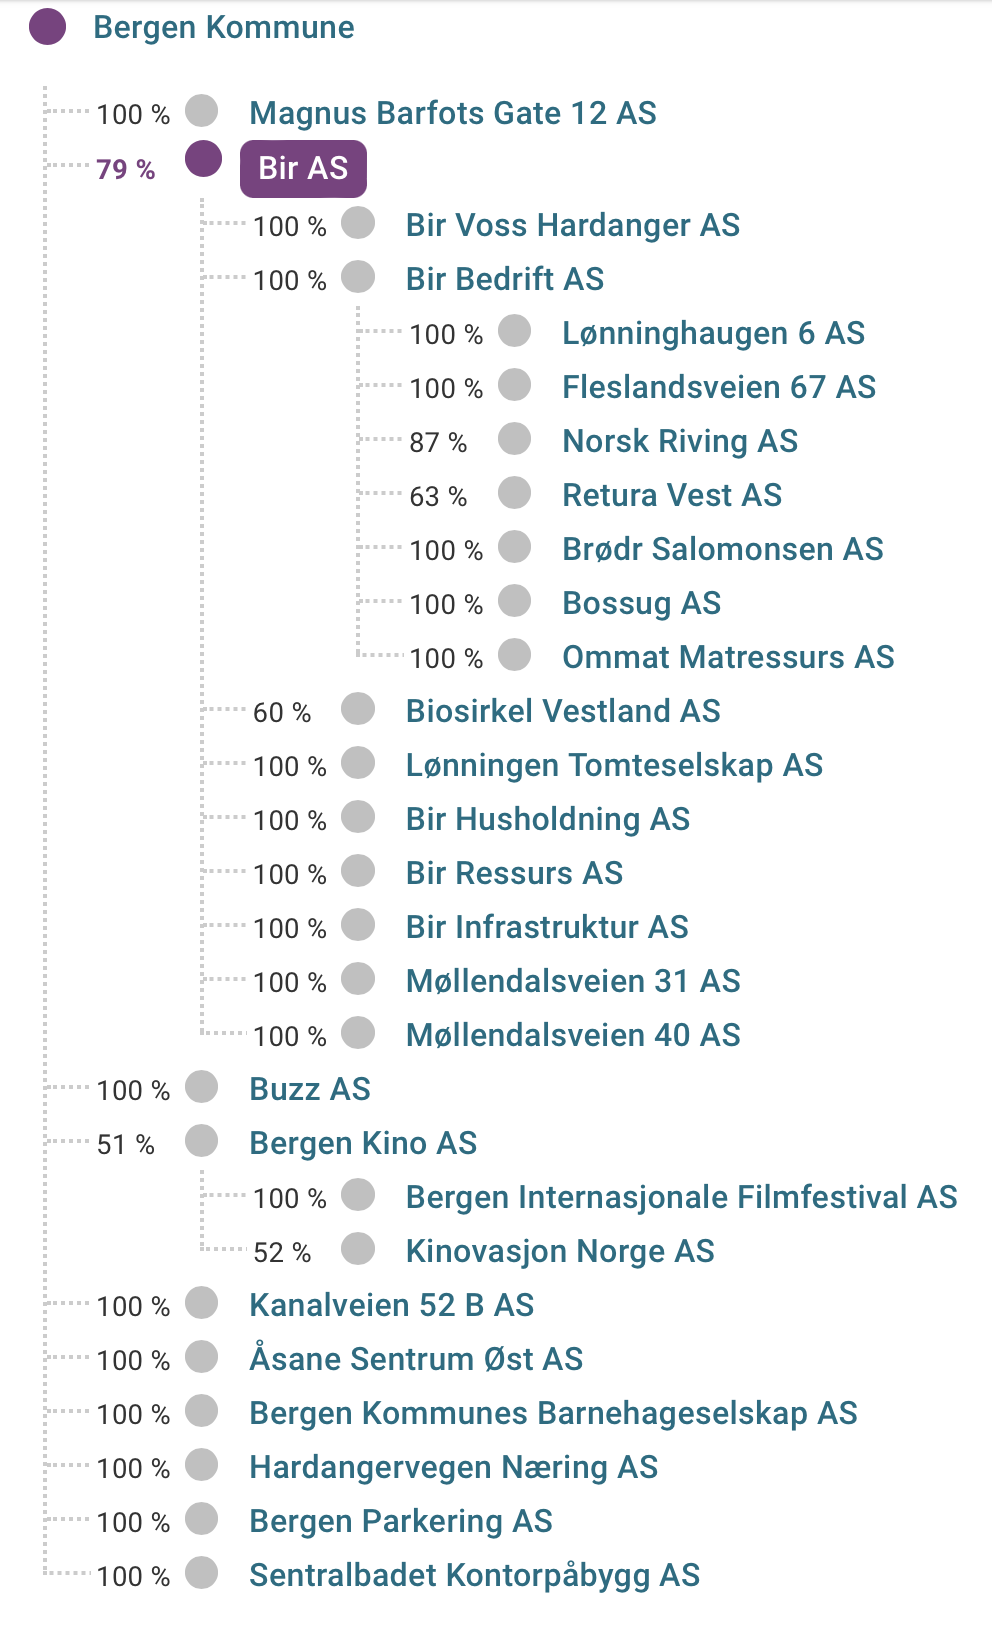 Bergen Kommune
100 % Magnus Barfots Gate 12 AS
79 % Bir AS
100 % Bir Voss Hardanger AS
100 % Bir Bedrift AS
100 % Lønninghaugen 6 AS
100 % Fleslandsveien 67 AS
87 % Norsk Riving AS
63 % Retura Vest AS
100 % Brødr Salomonsen AS
100 % Bossug AS
100 % Ommat Matressurs AS
60 % Biosirkel Vestland AS
100 % Lønningen Tomteselskap AS
100 % Bir Husholdning AS
100 % Bir Ressurs AS
100 % Bir Infrastruktur AS
100 % Møllendalsveien 31 AS
100 % Møllendalsveien 40 AS
100 % Buzz AS
51 % Bergen Kino AS
100 % Bergen Internasjonale Filmfestival AS
52 % Kinovasjon Norge AS
100 % Kanalveien 52 B AS
100 % Åsane Sentrum Øst AS
100 % Bergen Kommunes Barnehageselskap AS
100 % Hardangervegen Næring AS
100 % Bergen Parkering AS
100 % Sentralbadet Kontorpåbygg AS